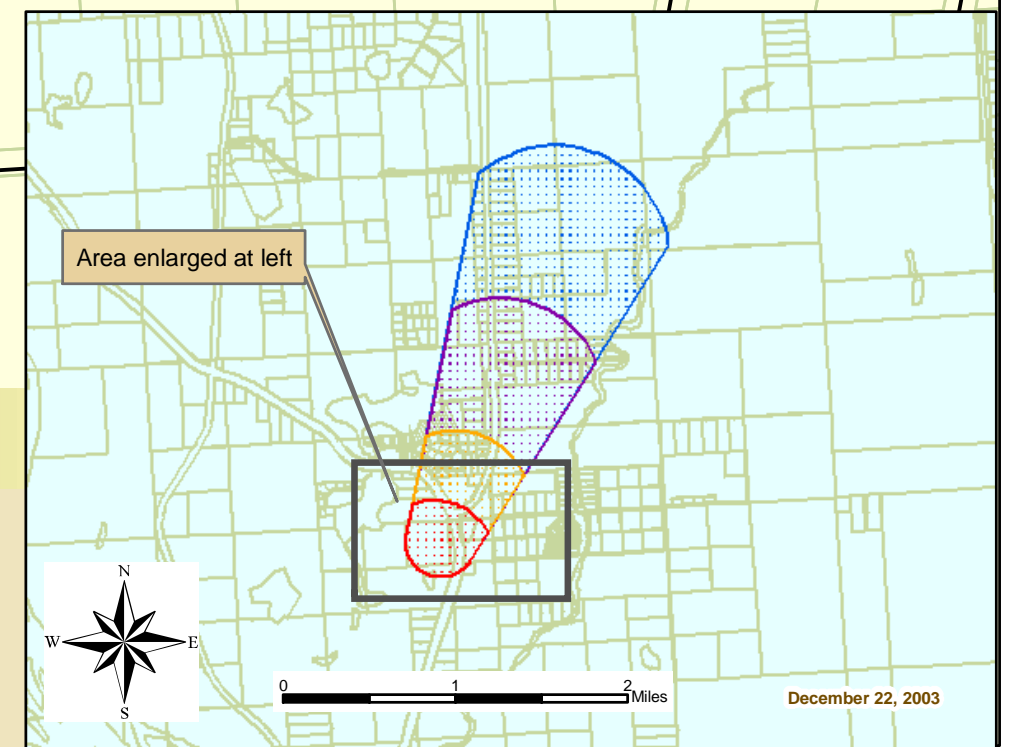 Area enlarged at left
N
W E
S
0 1 2
Miles
December 22, 2003